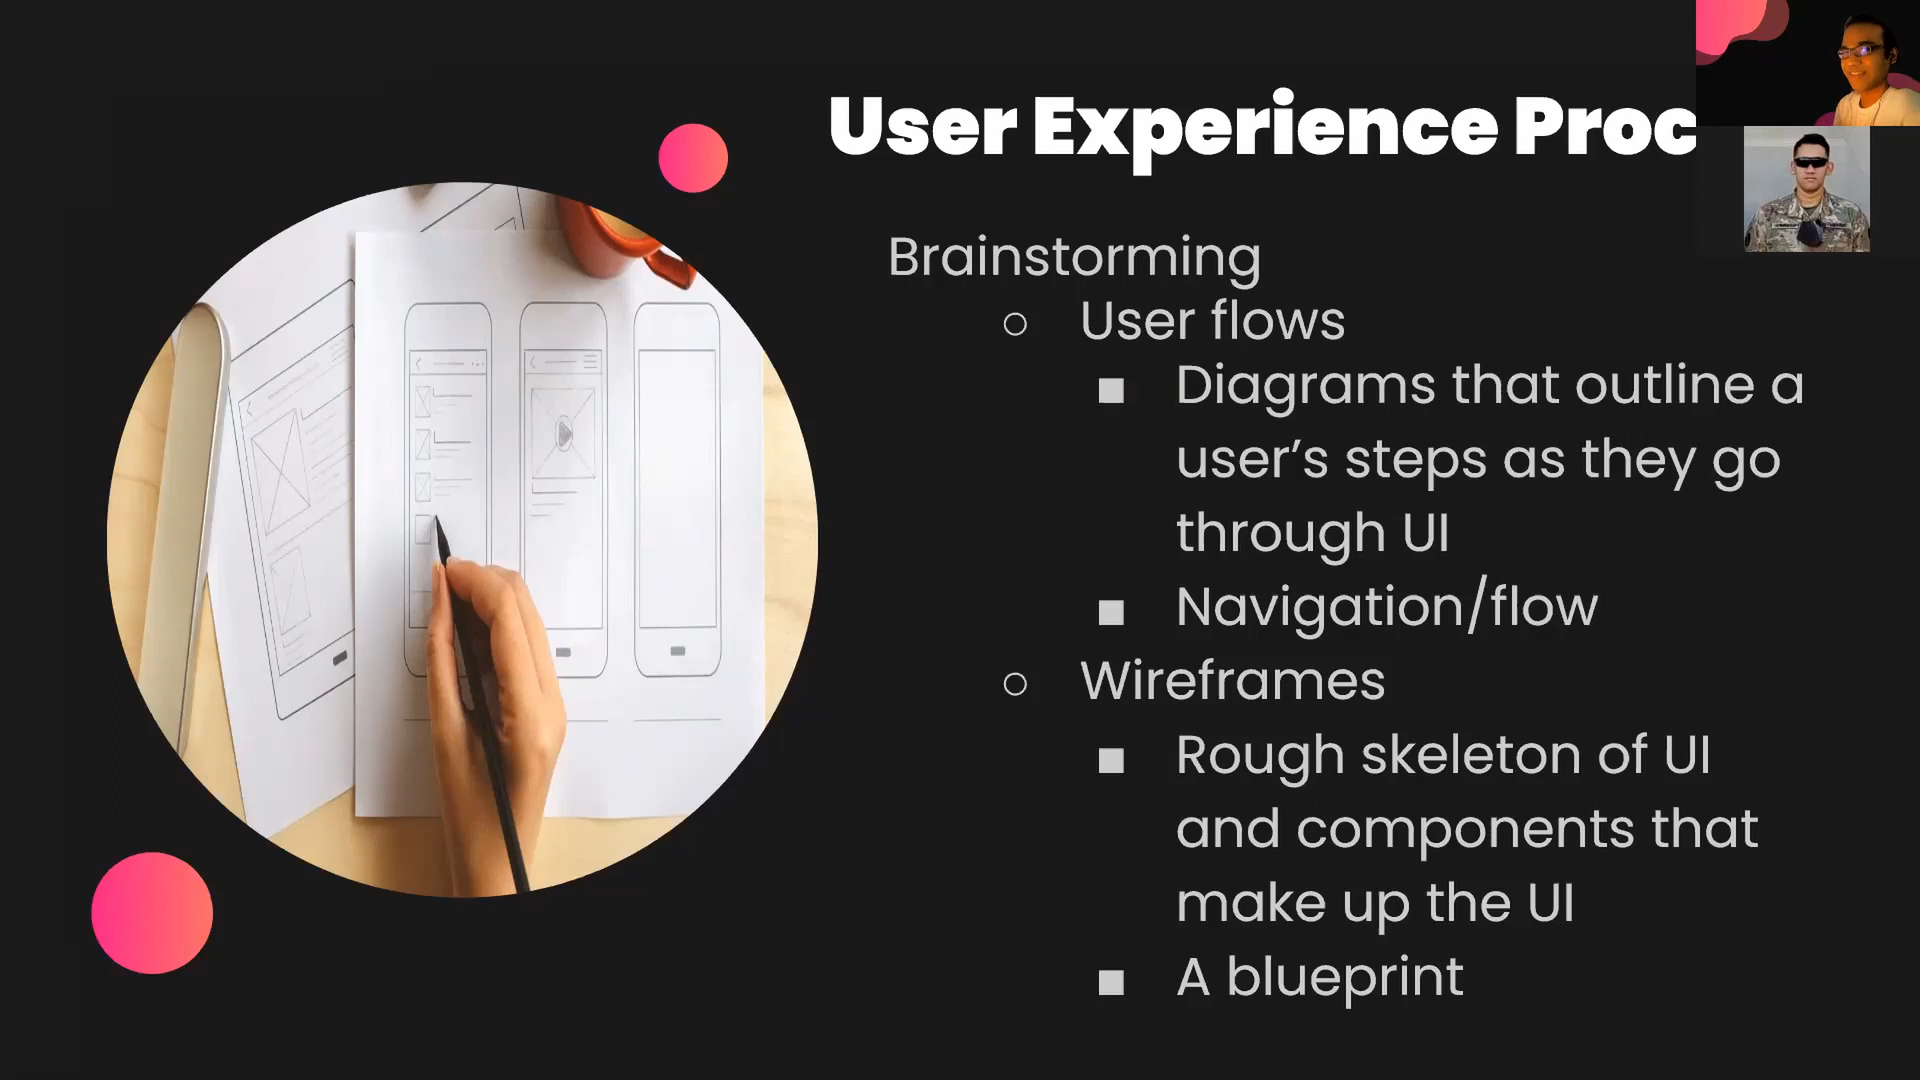 User Experience Proc
Brainstorming
○ User flows
■ Diagrams that outline a
user’s steps as they go
through UI
■ Navigation/flow
○ Wireframes
■ Rough skeleton of UI
and components that
make up the UI
■ A blueprint